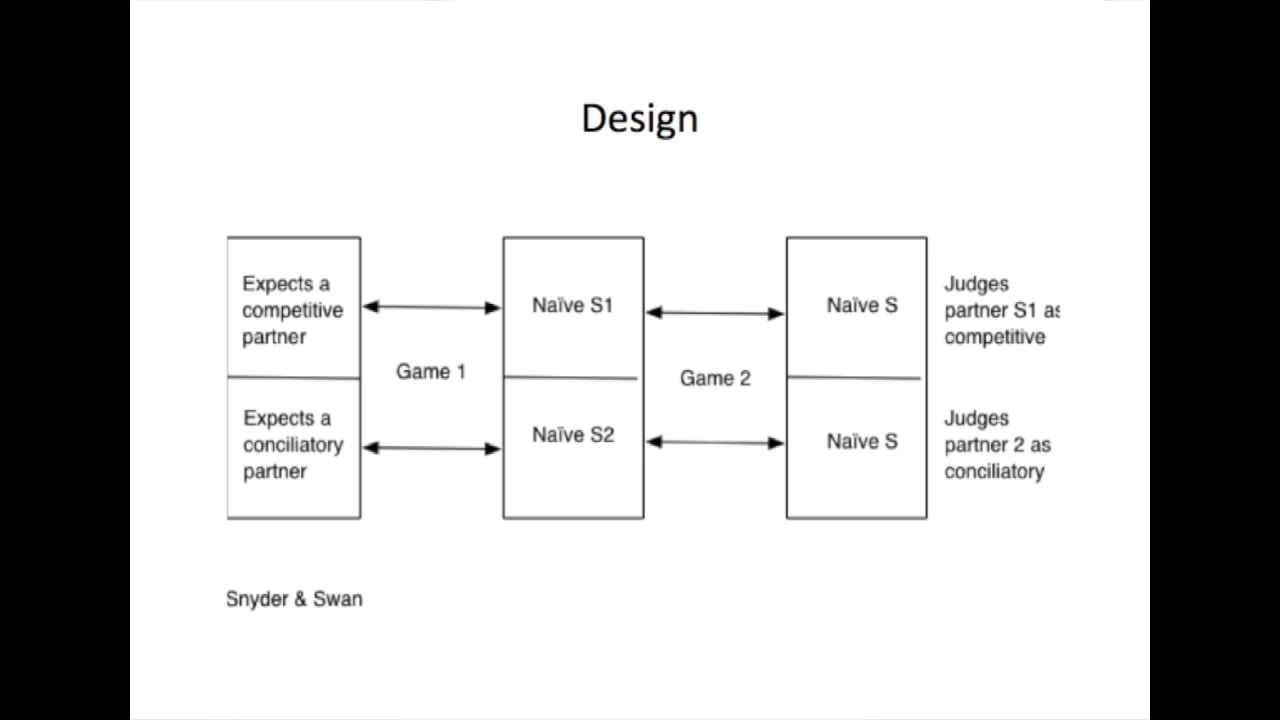 Design
Expects a
competitive
partner
Naïve S1
Naïve S
Judges
partner S1 as
competitive
Game 1
Game 2
Expects a
conciliatory
partner
Naïve S2
Naïve S
Judges
partner 2 as
conciliatory
Snyder & Swan